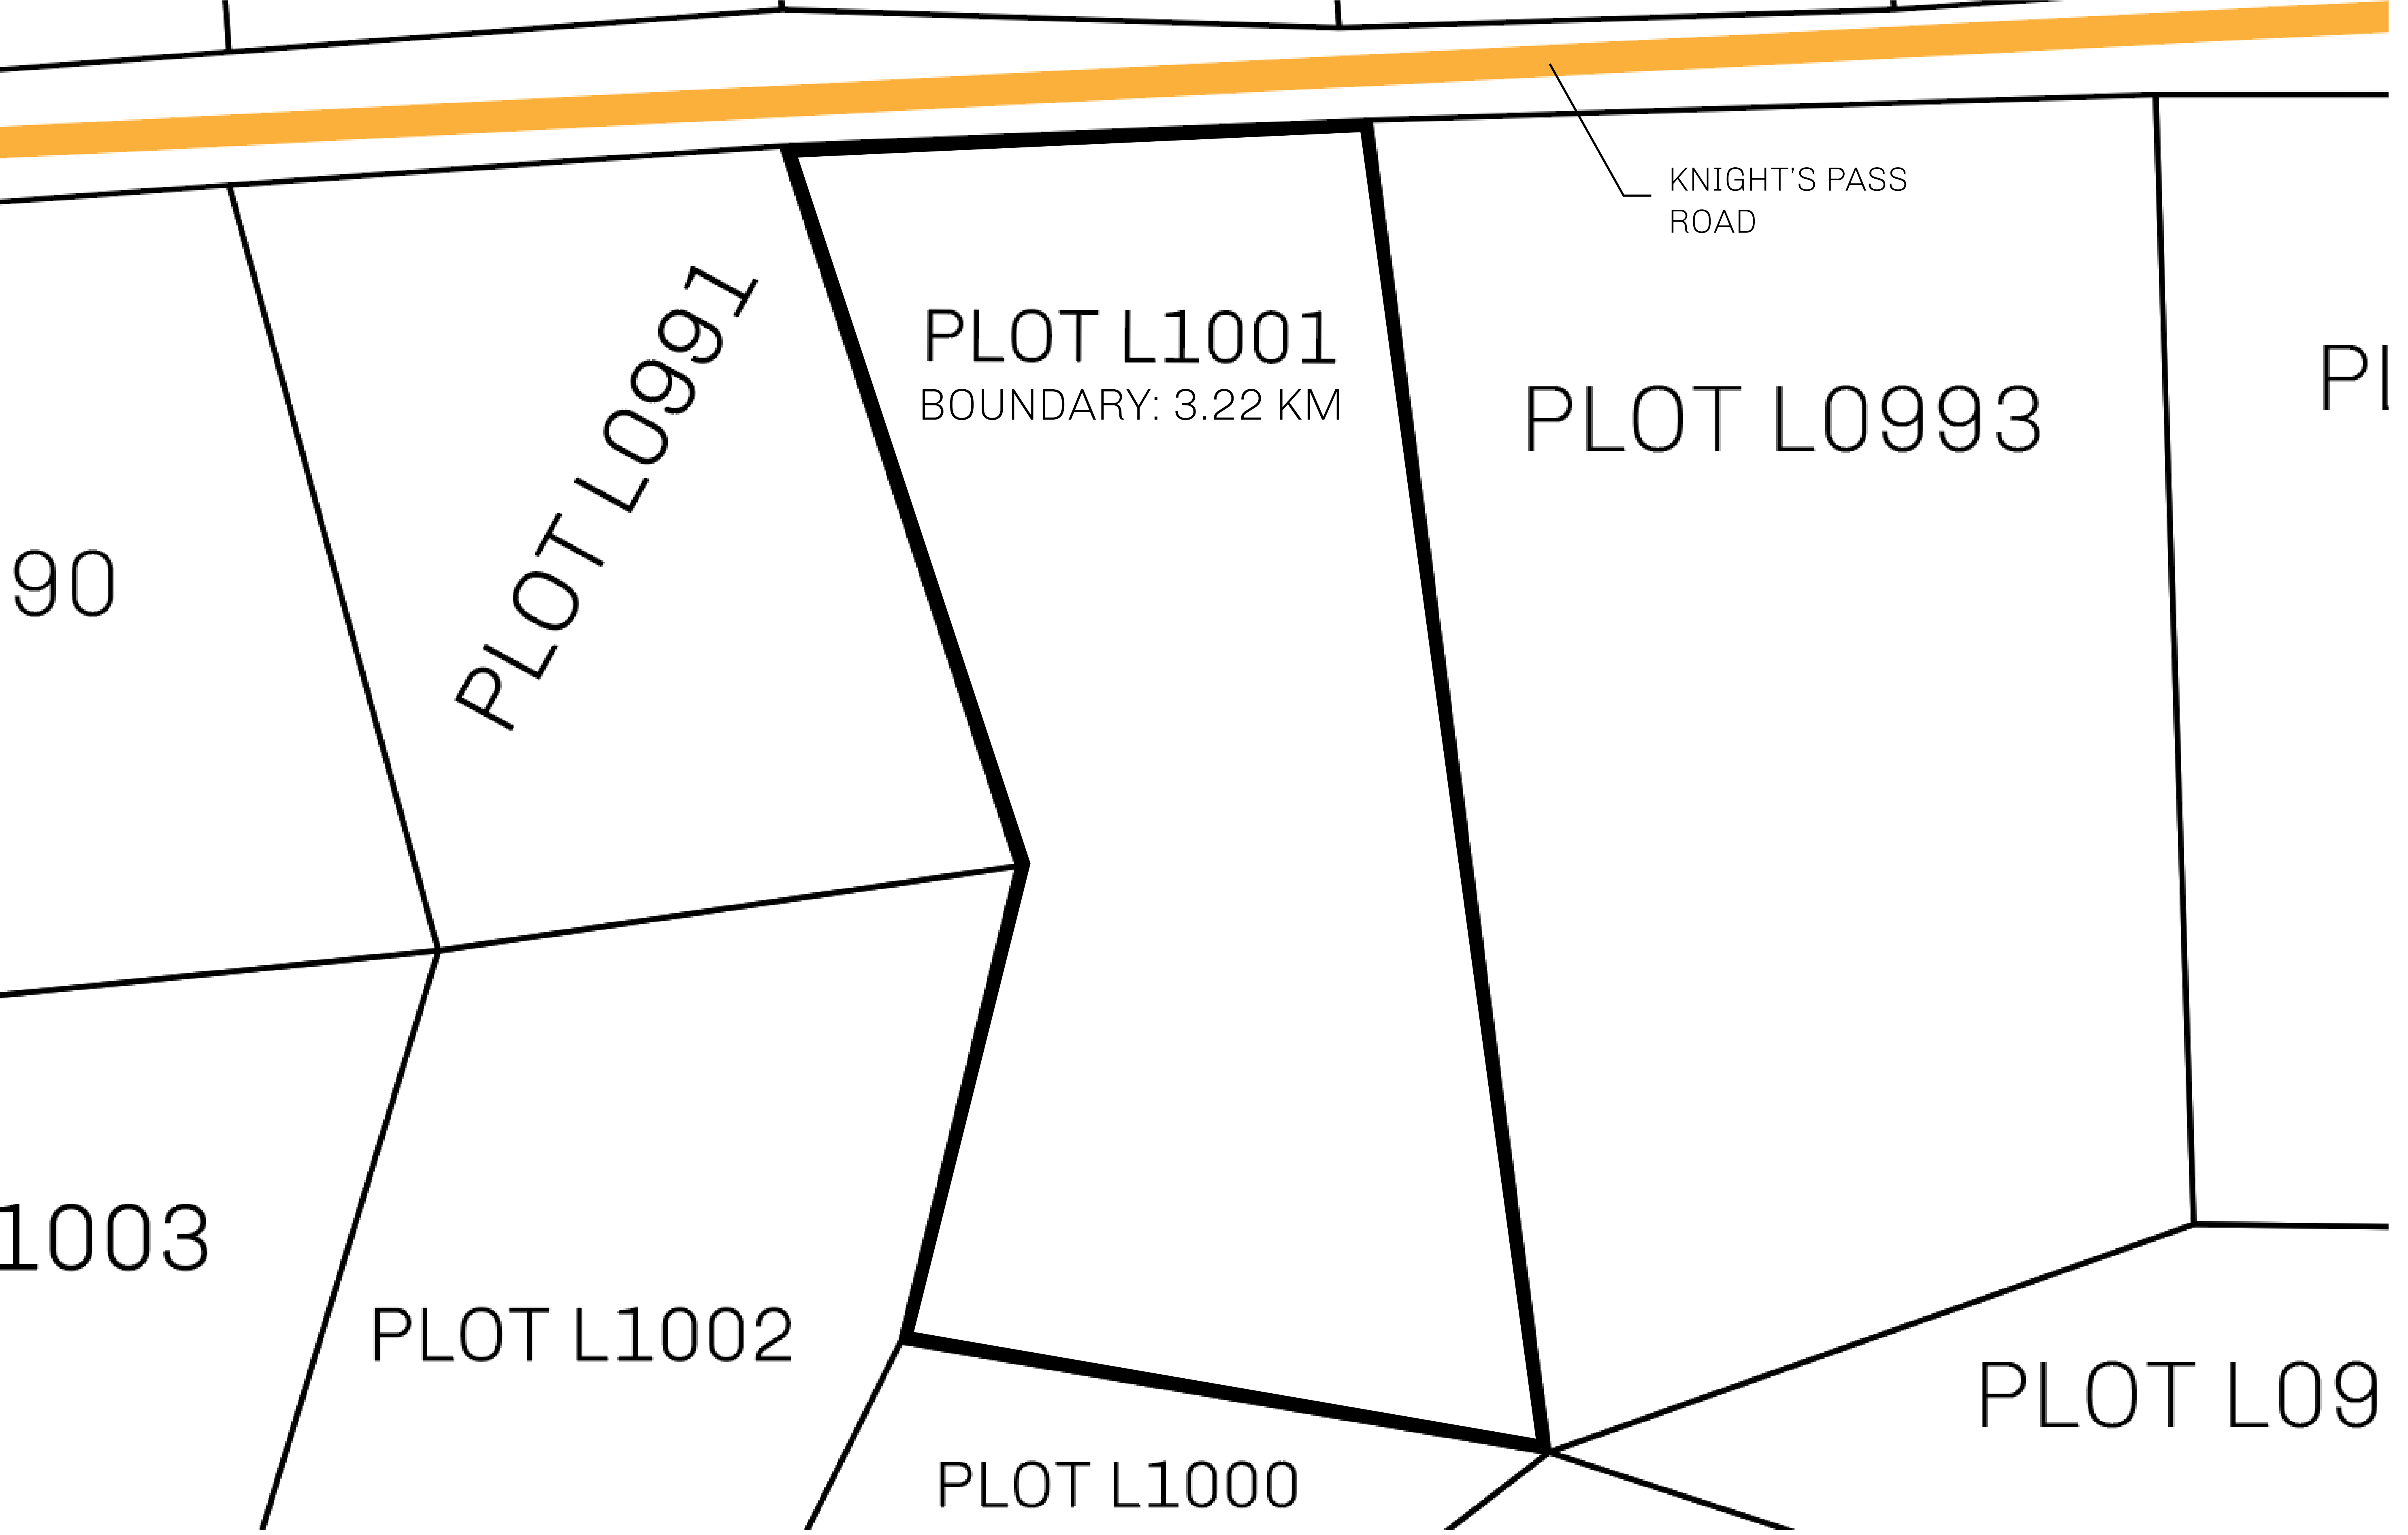 KNIGHT'S PASS
ROAD
PLOT L0991
PLOT L1001
BOUNDARY: 3.22 KM
PLOT L0993
90
1003
PLOT L1002
PLOT L1000
PLOT L09